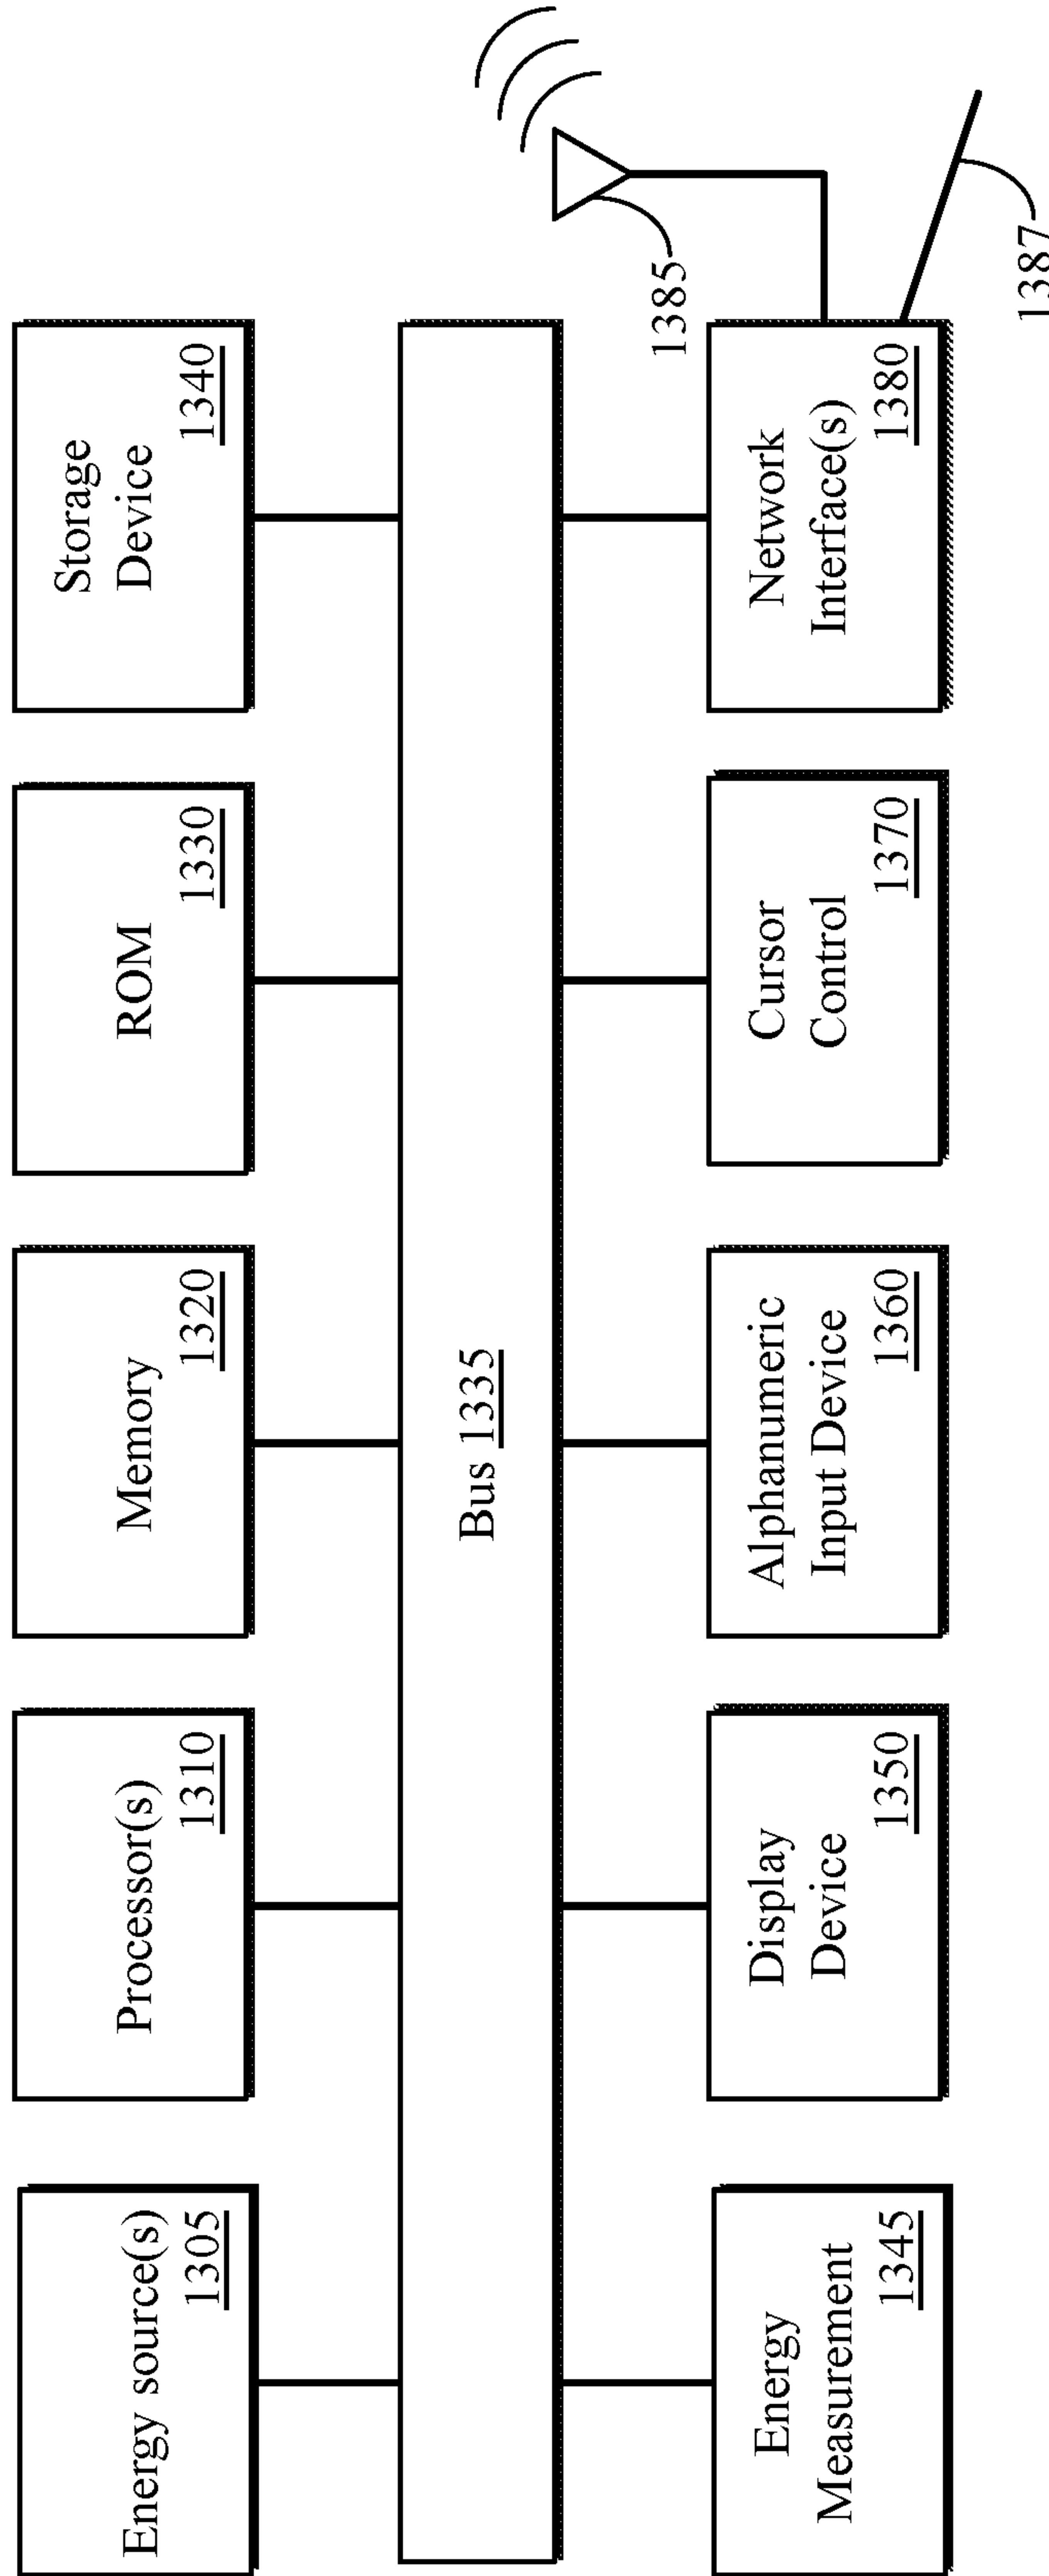 Energy source(s)
1305
Processor(s)
1310
Memory
1320
ROM
1330
Storage
Device
1340
Bus 1335
1385
Energy
Measurement
1345
Display
Device
1350
Alphanumeric
Input Device
1360
Cursor
Control
1370
Network
Interface(s)
1380
1387